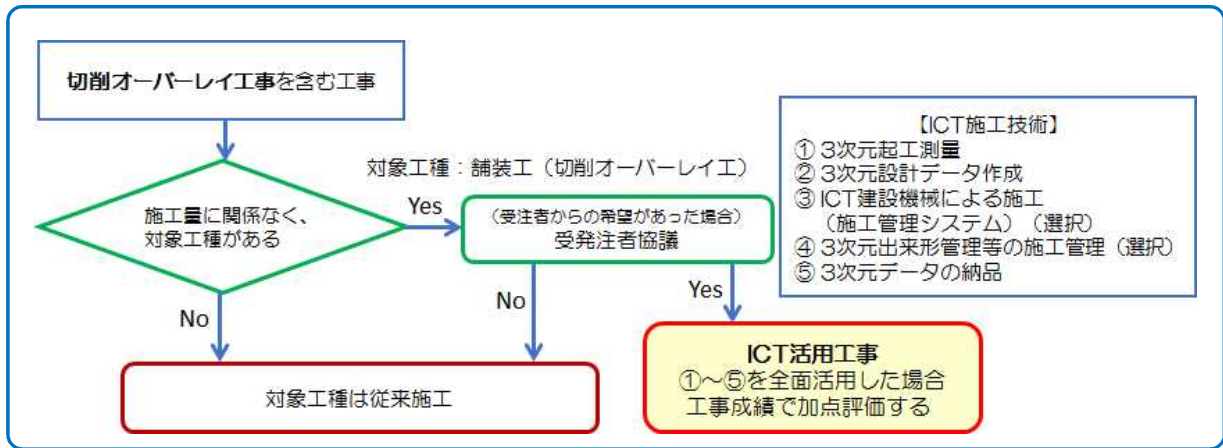 切削オーバーレイ工事を含む工事
対象工種：舗装工（切削オーバーレイ工）
施工量に関係なく、
対象工種がある
Yes
（受注者からの希望があった場合）
受発注者協議
No
No
Yes
対象工種は従来施工
ICT活用工事
①～⑤を全面活用した場合
工事成績で加点評価する
【ICT施工技術】
① 3次元起工測量
② 3次元設計データ作成
③ ICT建設機械による施工
（施工管理システム）（選択）
④ 3次元出来形管理等の施工管理（選択）
⑤ 3次元データの納品